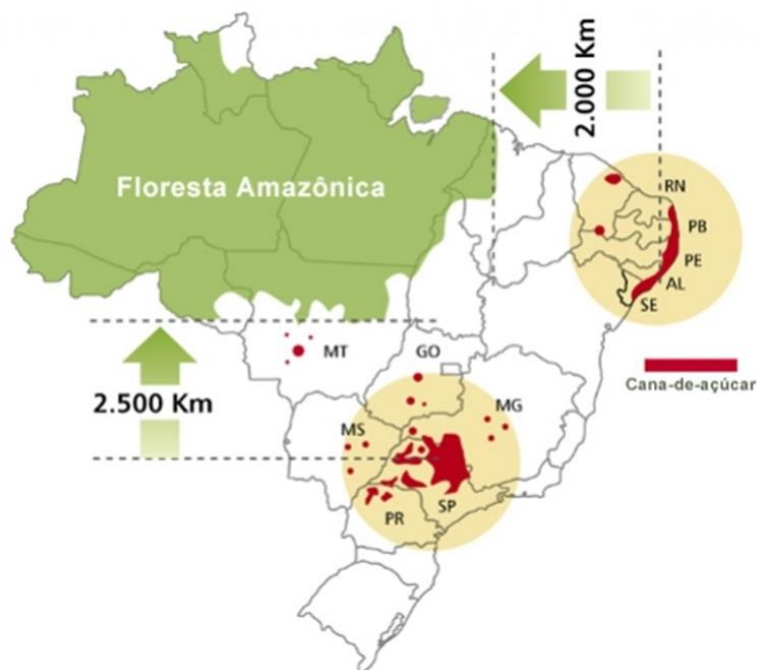 2.000 Km
Floresta Amazônica
RN
PB
PE
AL
SE
MT
GO
Cana-de-açúcar
2.500 Km
MS
MG
PR
SP